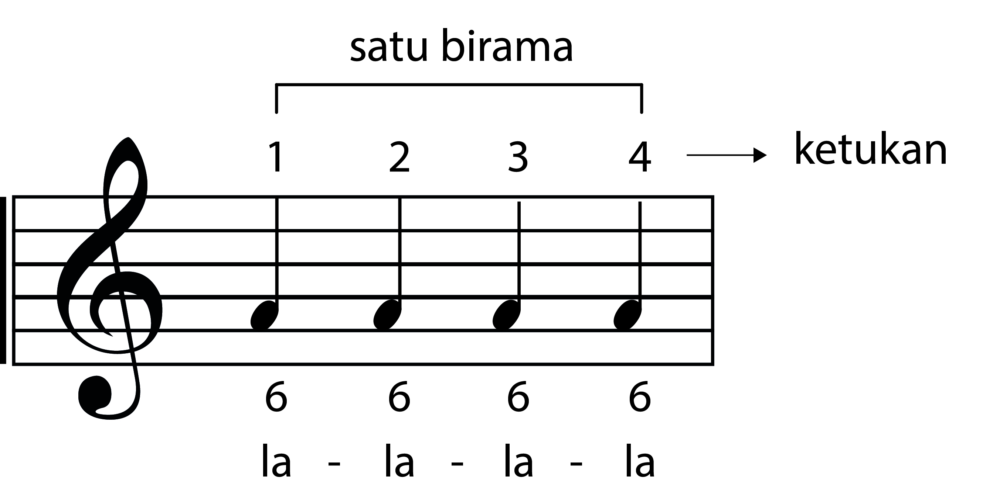 satu birama
1 2 3 4 ketukan
6 6 6 6
la - la - la - la